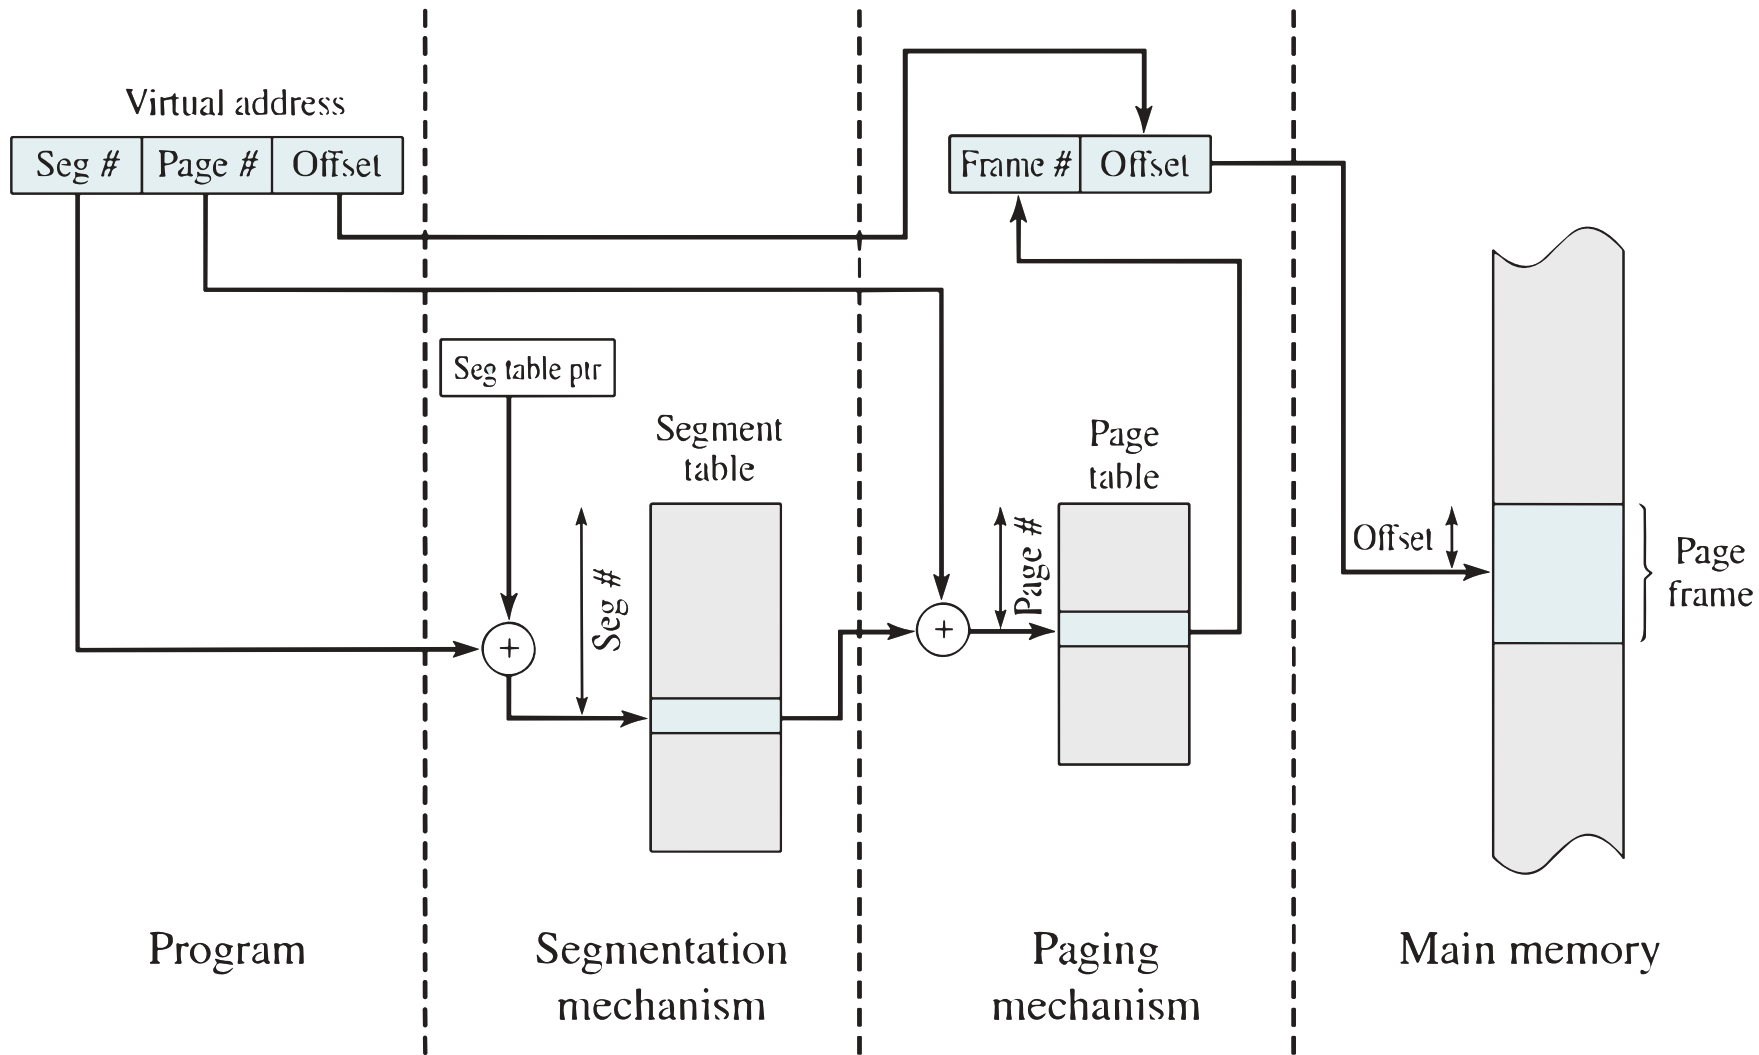 Virtual address
Seg # Page # Offset
Frame # Offset
Seg table ptr
Segment
table
Page
table
Seg #
Page #
Offset
Page
frame
Program
Segmentation
mechanism
Paging
mechanism
Main memory
+
+